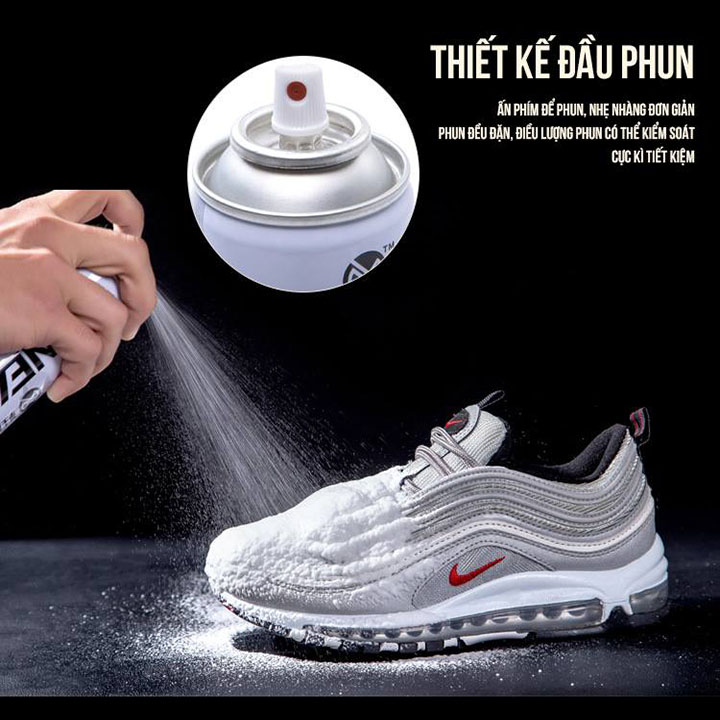 THIẾT KẾ ĐẦU PHUN
ẤN PHÍM ĐỂ PHUN, NHẸ NHÀNG ĐƠN GIẢN
PHUN ĐỀU ĐẶN, ĐIỀU LƯỢNG PHUN CÓ THỂ KIỂM SOÁT
CỰC KÌ TIẾT KIỆM
TM